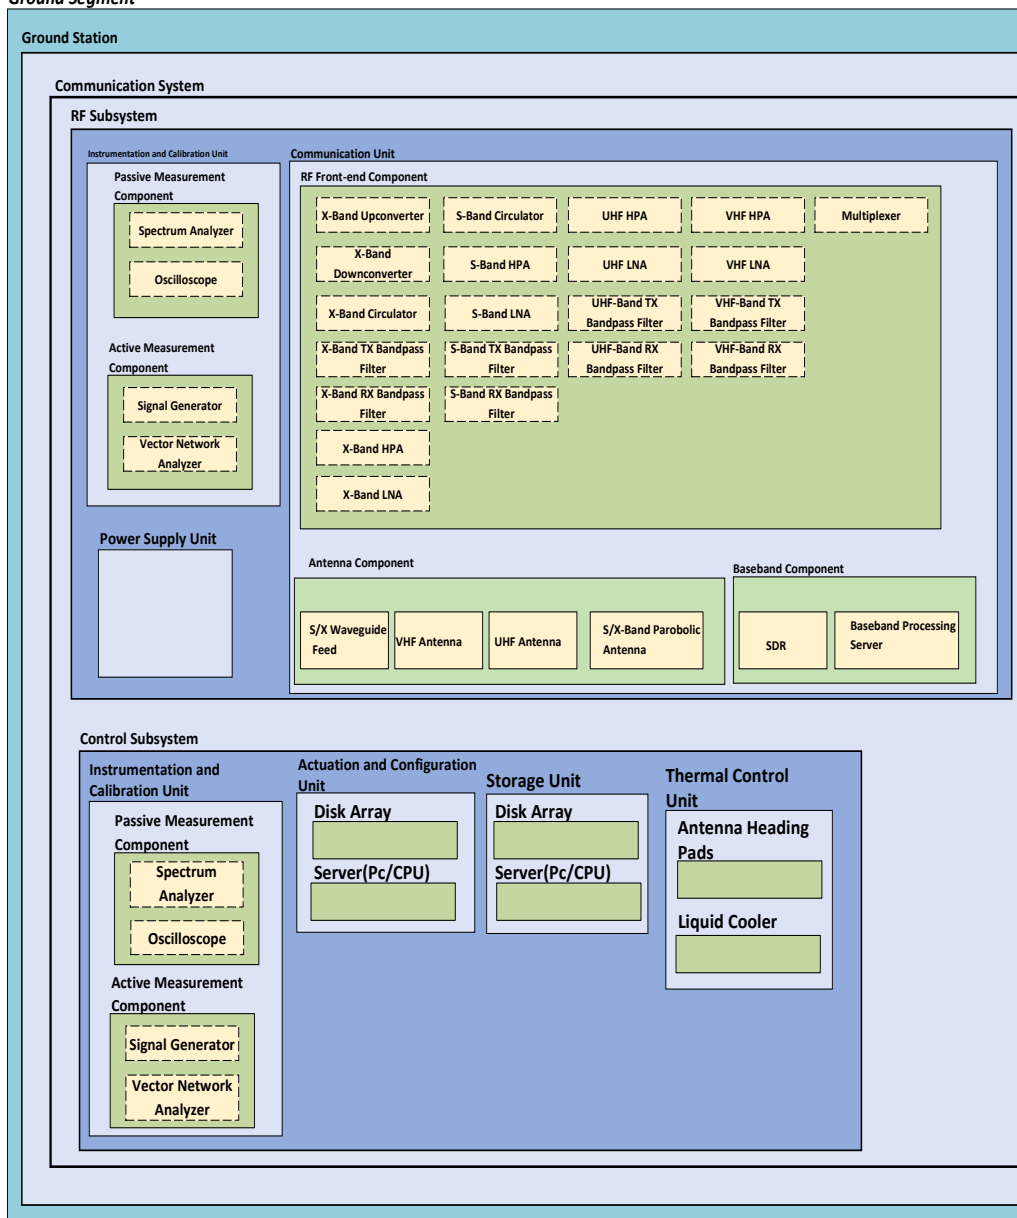 Ground Segment
Ground Station
Communication System
RF Subsystem
Instrumentation and Calibration Unit
Passive Measurement
Component
Spectrum Analyzer
Oscilloscope
Active Measurement
Component
Signal Generator
Vector Network
Analyzer
Power Supply Unit
Communication Unit
RF Front-end Component
X-Band Upconverter
S-Band Circulator
UHF HPA
VHF HPA
Multiplexer
X-Band
Downconverter
S-Band HPA
UHF LNA
VHF LNA
X-Band Circulator
S-Band LNA
UHF-Band TX
Bandpass Filter
VHF-Band TX
Bandpass Filter
X-Band TX Bandpass
Filter
S-Band TX Bandpass
Filter
UHF-Band RX
Bandpass Filter
VHF-Band RX
Bandpass Filter
X-Band RX Bandpass
Filter
S-Band RX Bandpass
Filter
X-Band HPA
X-Band LNA
Antenna Component
S/X Waveguide
Feed
VHF Antenna
UHF Antenna
S/X-Band Parobolic
Antenna
Baseband Component
SDR
Baseband Processing
Server
Control Subsystem
Instrumentation and
Calibration Unit
Passive Measurement
Component
Spectrum
Analyzer
Oscilloscope
Active Measurement
Component
Signal Generator
Vector Network
Analyzer
Actuation and Configuration
Unit
Disk Array
Server(Pc/CPU)
Storage Unit
Disk Array
Server(Pc/CPU)
Thermal Control
Unit
Antenna Heading
Pads
Liquid Cooler